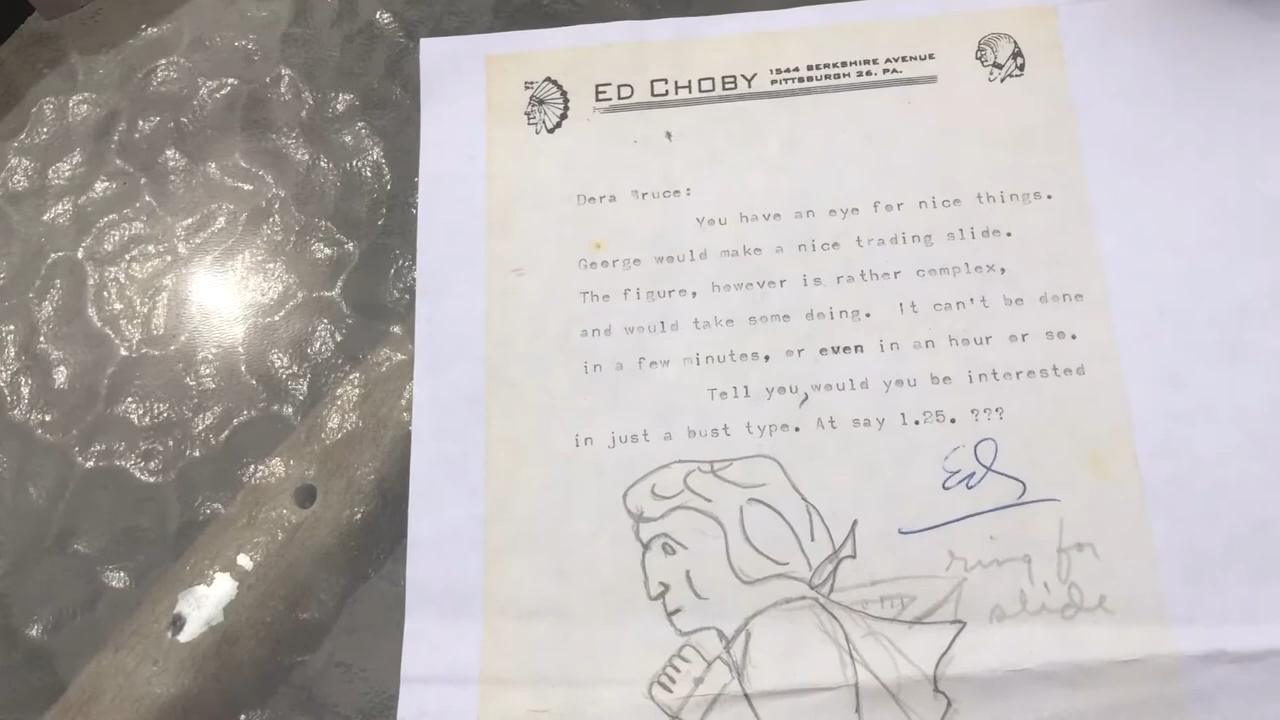 ED CHOBY 1544 BERKSHIRE AVENUE
PITTSBURGH 26, PA.
Dera Bruce:
You have an eye for nice things.
George would make a nice trading slide.
The figure, however is rather complex,
and would take some doing. It can't be done
in a few minutes, or even in an hour or so.
Tell you, would you be interested
in just a bust type. At say 1.25. ???
Ed
ring for
slide